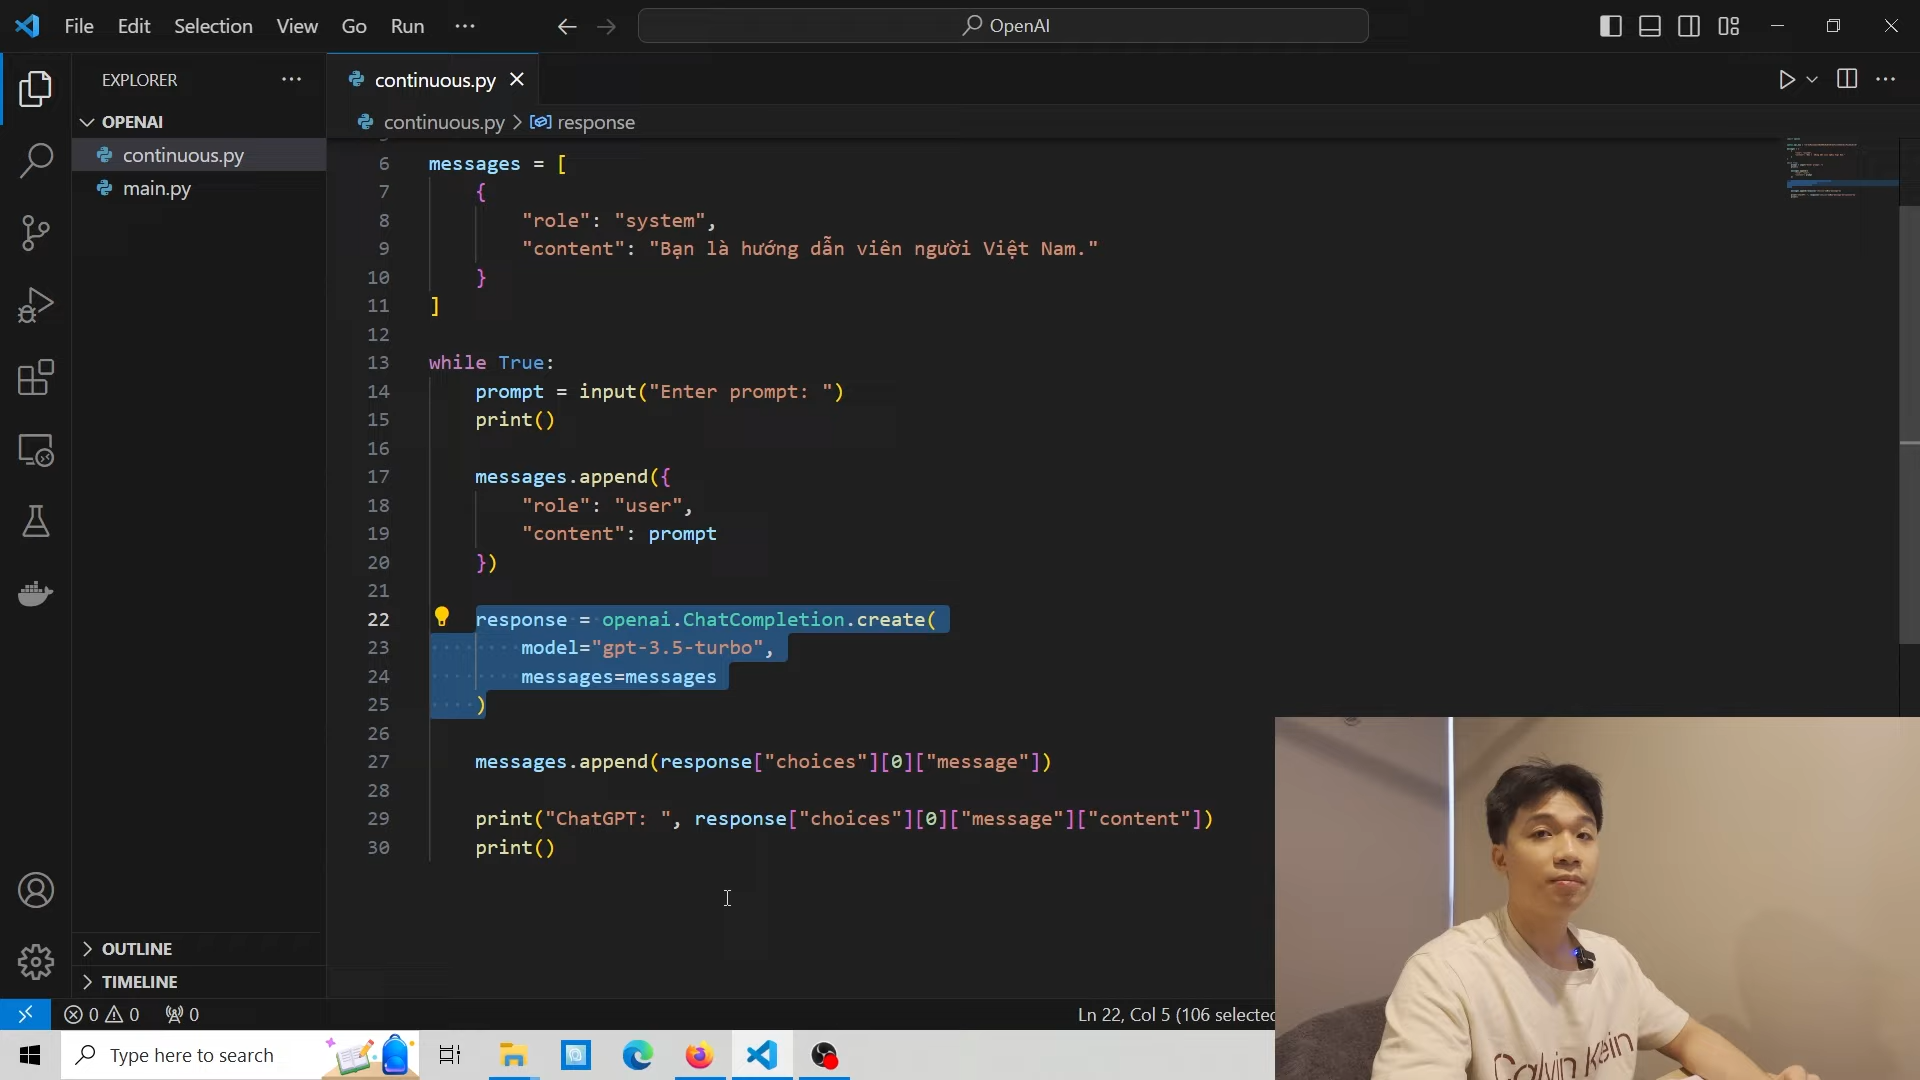 File Edit Selection View Go Run ··· OpenAI
EXPLORER ···
continuous.py
OPENAI
continuous.py > response
continuous.py
main.py
6 messages = [
7 {
8 "role": "system",
9 "content": "Bạn là hướng dẫn viên người Việt Nam."
10 }
11 ]
12
13 while True:
14 prompt = input("Enter prompt: ")
15 print()
16
17 messages.append({
18 "role": "user",
19 "content": prompt
20 })
21
22 response = openai.ChatCompletion.create(
23 model="gpt-3.5-turbo",
24 messages=messages
25 )
26
27 messages.append(response["choices"][0]["message"])
28
29 print("ChatGPT: ", response["choices"][0]["message"]["content"])
30 print()
OUTLINE
TIMELINE
0 0 0 Ln 22, Col 5 (106 selected
Type here to search
Calvin Klein